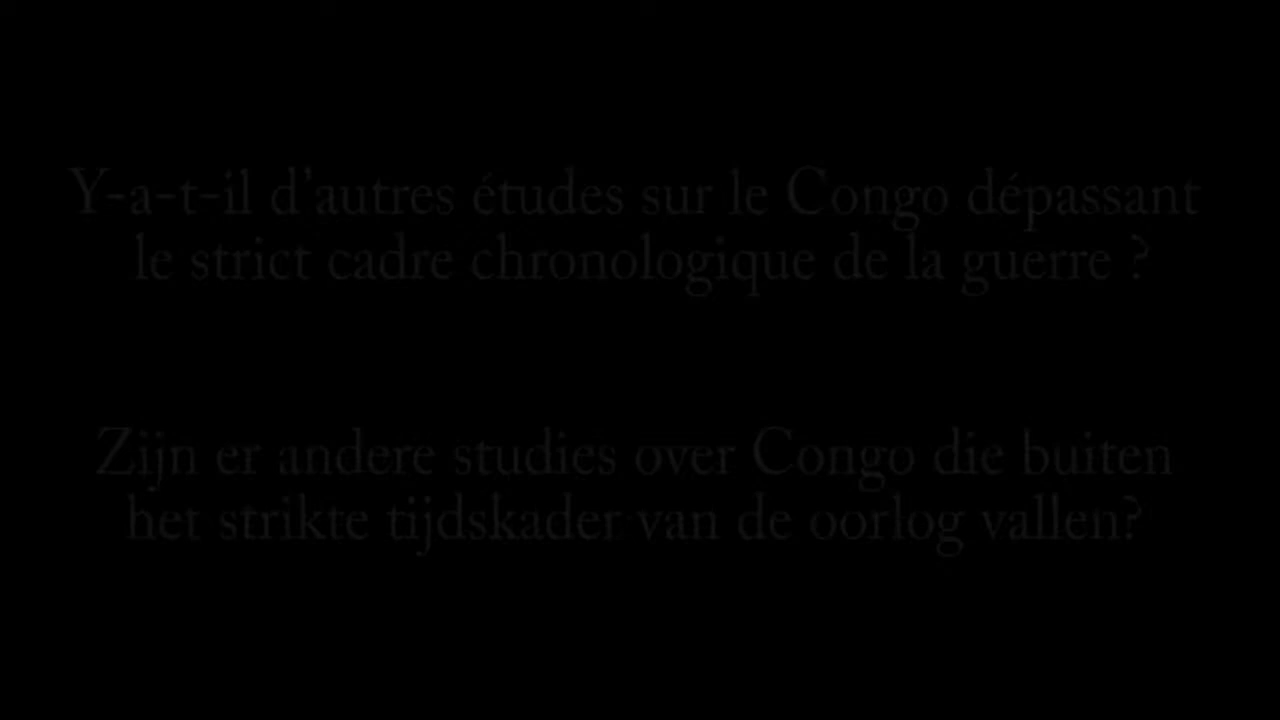 Y-a-t-il d'autres études sur le Congo dépassant
le strict cadre chronologique de la guerre ?
Zijn er andere studies over Congo die buiten
het strikte tijdskader van de oorlog vallen?